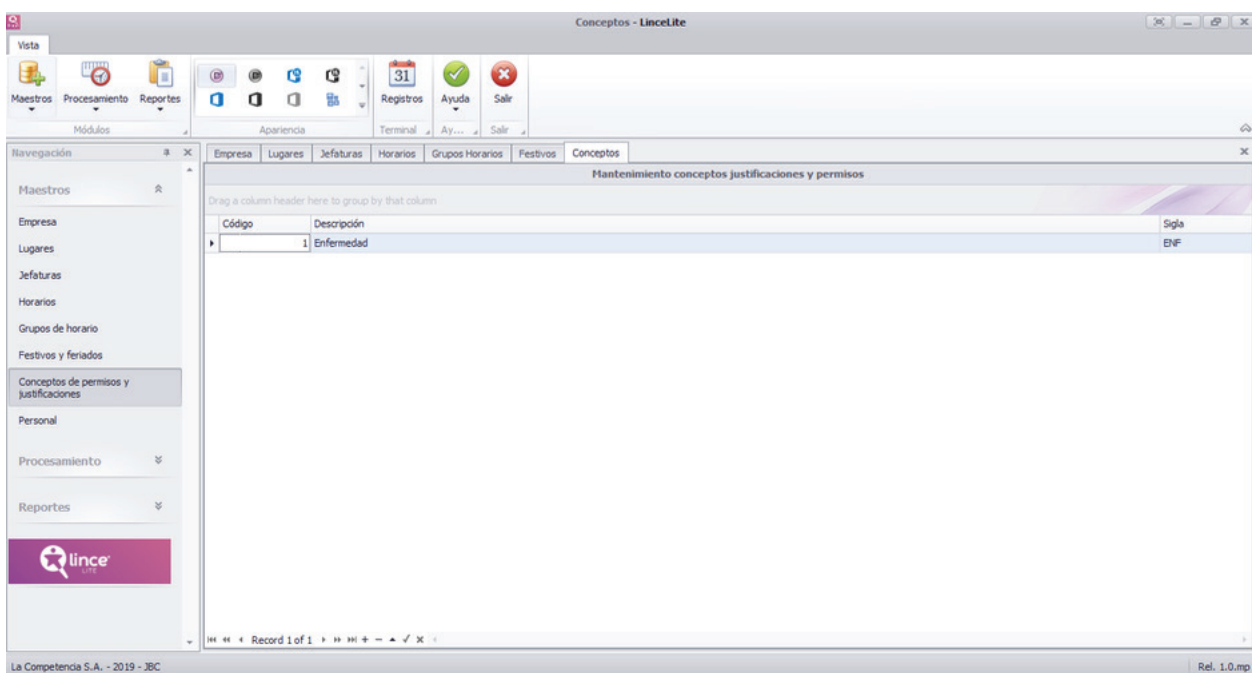 Conceptos - LinceLite
Vista
Maestros Procesamiento Reportes
31
Registros Ayuda Salir
Módulos Apariencia Terminal Ay... Salir
Navegación
Empresa Lugares Jefaturas Horarios Grupos Horarios Festivos Conceptos
Mantenimiento conceptos justificaciones y permisos
Drag a column header here to group by that column
Código Descripción Sigla
1 Enfermedad ENF
Maestros
Empresa
Lugares
Jefaturas
Horarios
Grupos de horario
Festivos y feriados
Conceptos de permisos y
justificaciones
Personal
Procesamiento
Reportes
lince
LITE
Record 1 of 1
La Competencia S.A. - 2019 - JBC
Rel. 1.0.mp